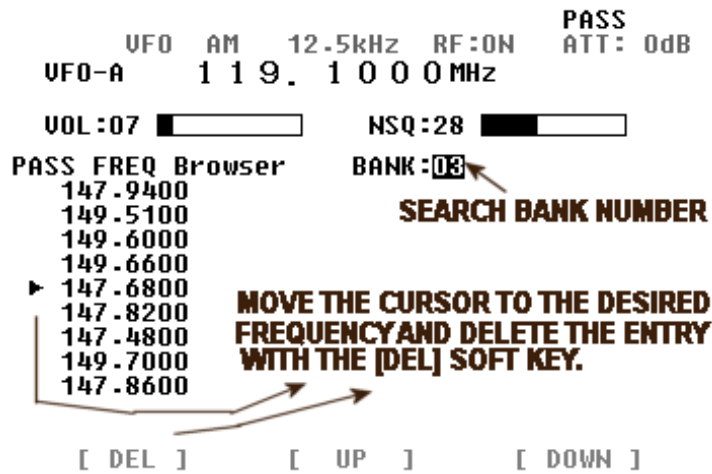 PASS
VFO AM 12.5kHz RF:ON ATT: 0dB
VFO-A 119.1000MHz
VOL:07 NSQ:28
PASS FREQ Browser BANK:03
147.9400
149.5100
149.6000
149.6600
147.6800
147.8200
147.4800
149.7000
147.8600
SEARCH BANK NUMBER
MOVE THE CURSOR TO THE DESIRED
FREQUENCY AND DELETE THE ENTRY
WITH THE [DEL] SOFT KEY.
[ DEL ] [ UP ] [ DOWN ]